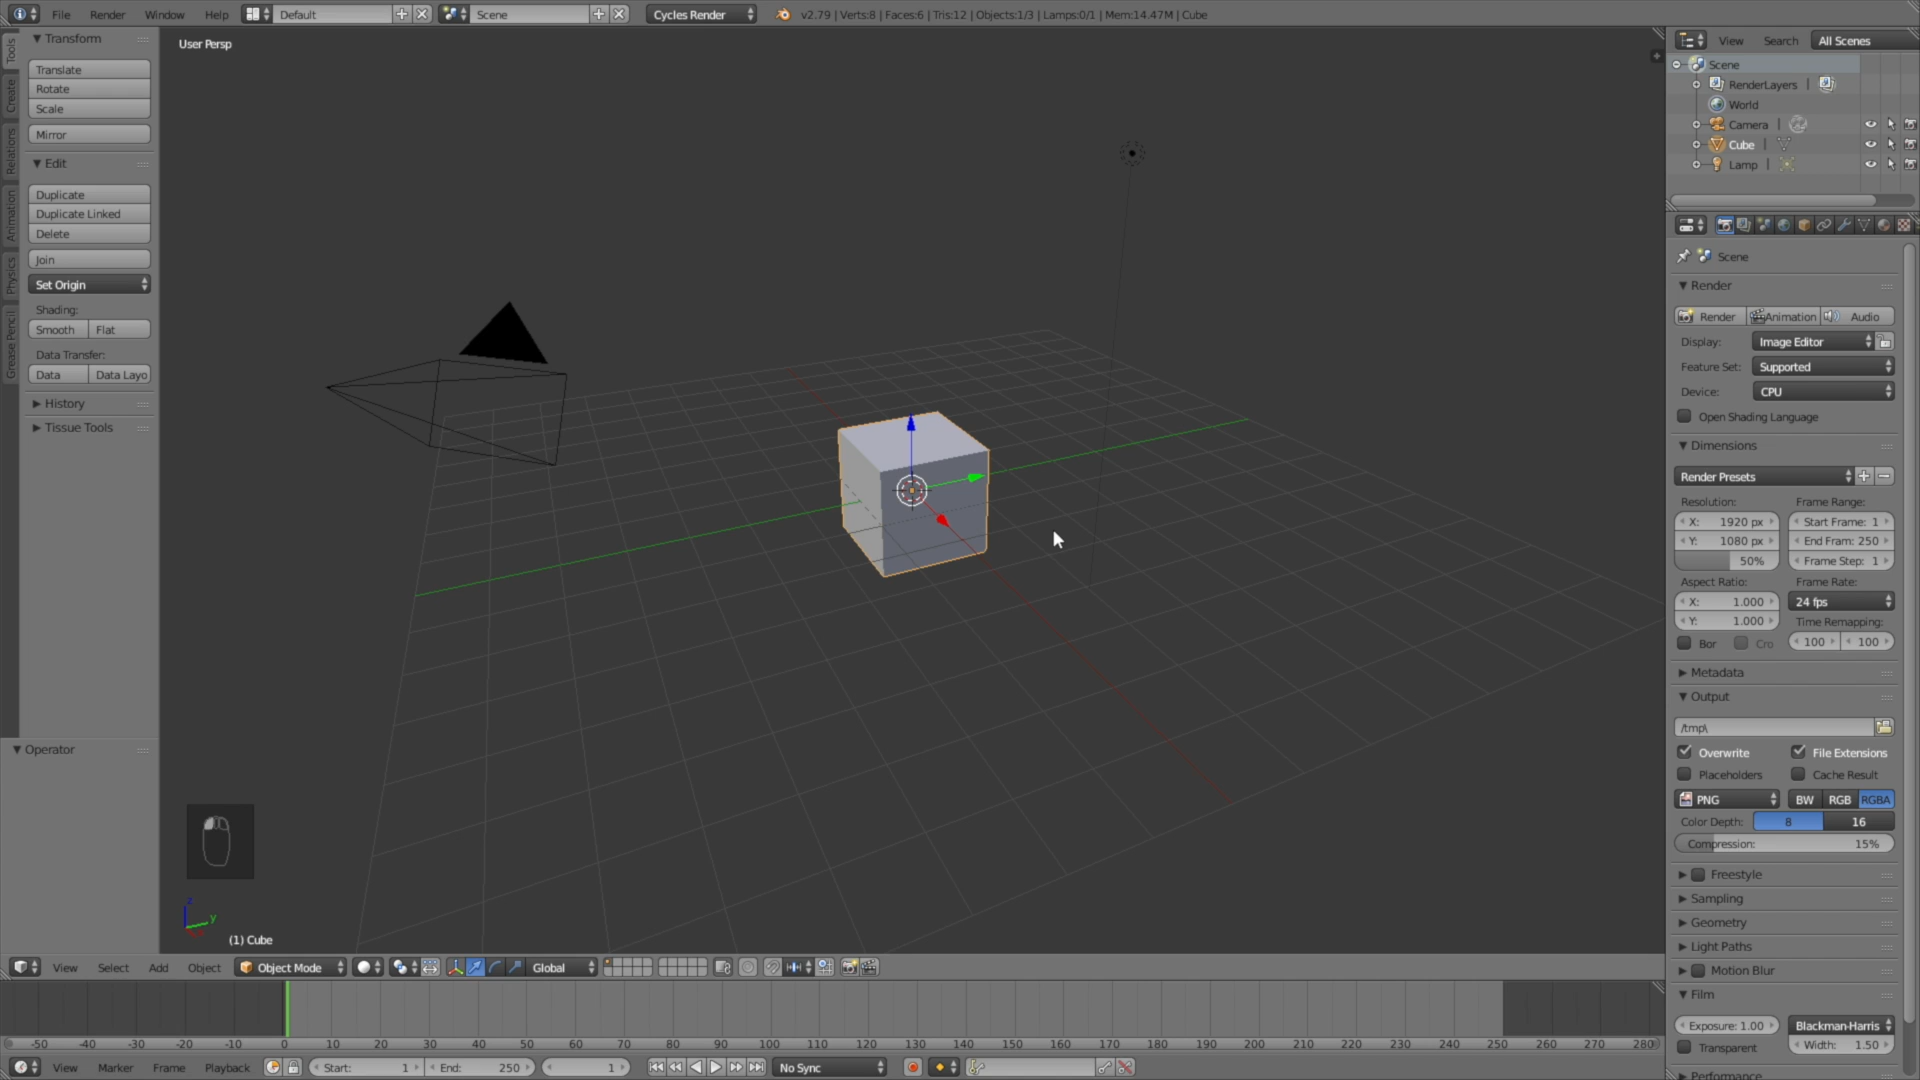 File Render Window Help Default Scene Cycles Render v2.79 | Verts:8 | Faces:6 | Tris:12 | Objects:1/3 | Lamps:0/1 | Mem:14.47M | Cube
Tools
Create
Relations
Animation
Physics
Grease Pencil
Transform
Translate
Rotate
Scale
Mirror
Edit
Duplicate
Duplicate Linked
Delete
Join
Set Origin
Shading:
Smooth Flat
Data Transfer:
Data Data Layo
History
Tissue Tools
Operator
User Persp
z
y
(1) Cube
View Select Add Object Object Mode Global
-50 -40 -30 -20 -10 0 10 20 30 40 50 60 70 80 90 100 110 120 130 140 150 160 170 180 190 200 210 220 230 240 250 260 270 280
View Marker Frame Playback Start: 1 End: 250 1 No Sync
View Search All Scenes
Scene
RenderLayers |
World
Camera |
Cube |
Lamp |
Scene
Render
Render Animation Audio
Display: Image Editor
Feature Set: Supported
Device: CPU
Open Shading Language
Dimensions
Render Presets
Resolution: Frame Range:
X: 1920 px Start Frame: 1
Y: 1080 px End Fram: 250
50% Frame Step: 1
Aspect Ratio: Frame Rate:
X: 1.000 24 fps
Y: 1.000 Time Remapping:
Bor Cro 100 100
Metadata
Output
/tmp\
Overwrite File Extensions
Placeholders Cache Result
PNG BW RGB RGBA
Color Depth: 8 16
Compression: 15%
Freestyle
Sampling
Geometry
Light Paths
Motion Blur
Film
Exposure: 1.00 Blackman-Harris
Transparent Width: 1.50
Performance